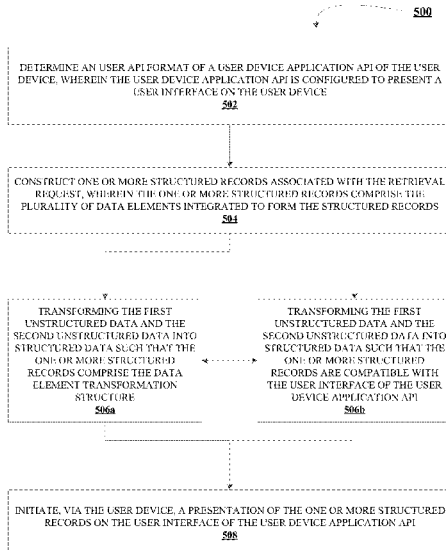 500
DETERMINE AN USER API FORMAT OF A USER DEVICE APPLICATION API OF THE USER
DEVICE, WHEREIN THE USER DEVICE APPLICATION API IS CONFIGURED TO PRESENT A
USER INTERFACE ON THE USER DEVICE
502
CONSTRUCT ONE OR MORE STRUCTURED RECORDS ASSOCIATED WITH THE RETRIEVAL
REQUEST, WHEREIN THE ONE OR MORE STRUCTURED RECORDS COMPRISE THE
PLURALITY OF DATA ELEMENTS INTEGRATED TO FORM THE STRUCTURED RECORDS
504
TRANSFORMING THE FIRST
UNSTRUCTURED DATA AND THE
SECOND UNSTRUCTURED DATA INTO
STRUCTURED DATA SUCH THAT THE
ONE OR MORE STRUCTURED
RECORDS COMPRISE THE DATA
ELEMENT TRANSFORMATION
STRUCTURE
506a
TRANSFORMING THE FIRST
UNSTRUCTURED DATA AND THE
SECOND UNSTRUCTURED DATA INTO
STRUCTURED DATA SUCH THAT THE
ONE OR MORE STRUCTURED
RECORDS ARE COMPATIBLE WITH
THE USER INTERFACE OF THE USER
DEVICE APPLICATION API
506b
INITIATE, VIA THE USER DEVICE, A PRESENTATION OF THE ONE OR MORE STRUCTURED
RECORDS ON THE USER INTERFACE OF THE USER DEVICE APPLICATION API
508